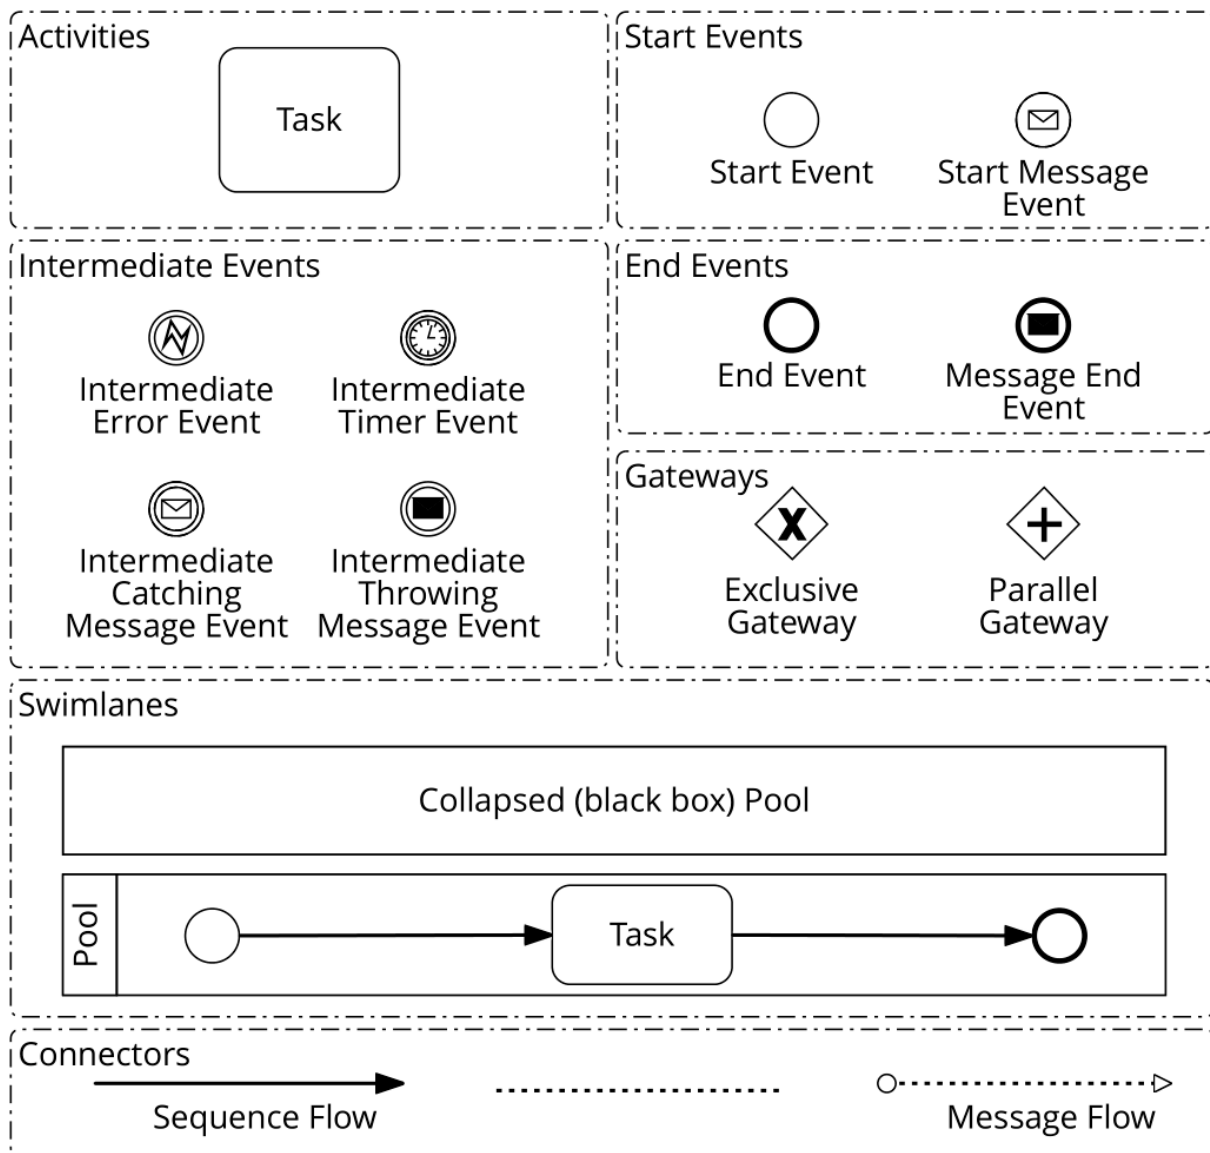 Activities
Task
Start Events
Start Event
Start Message
Event
Intermediate Events
Intermediate
Error Event
Intermediate
Timer Event
Intermediate
Catching
Message Event
Intermediate
Throwing
Message Event
End Events
End Event
Message End
Event
Gateways
X
Exclusive
Gateway
Parallel
Gateway
Swimlanes
Collapsed (black box) Pool
Pool
Task
Connectors
Sequence Flow
Message Flow